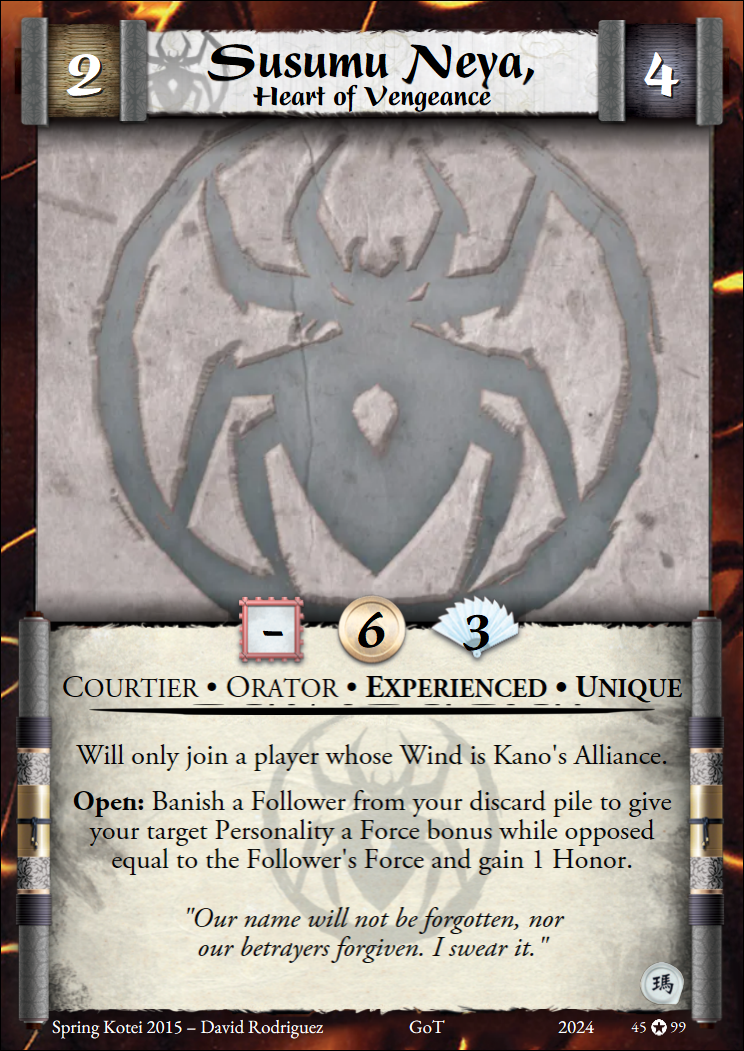 2
Susumu Neya,
Heart of Vengeance
4
-
6
3
Courtier • Orator • Experienced • Unique
Will only join a player whose Wind is Kano's Alliance.
Open: Banish a Follower from your discard pile to give
your target Personality a Force bonus while opposed
equal to the Follower's Force and gain 1 Honor.
"Our name will not be forgotten, nor
our betrayers forgiven. I swear it."
瑪
Spring Kotei 2015 – David Rodriguez
GoT
2024
45 ✪ 99